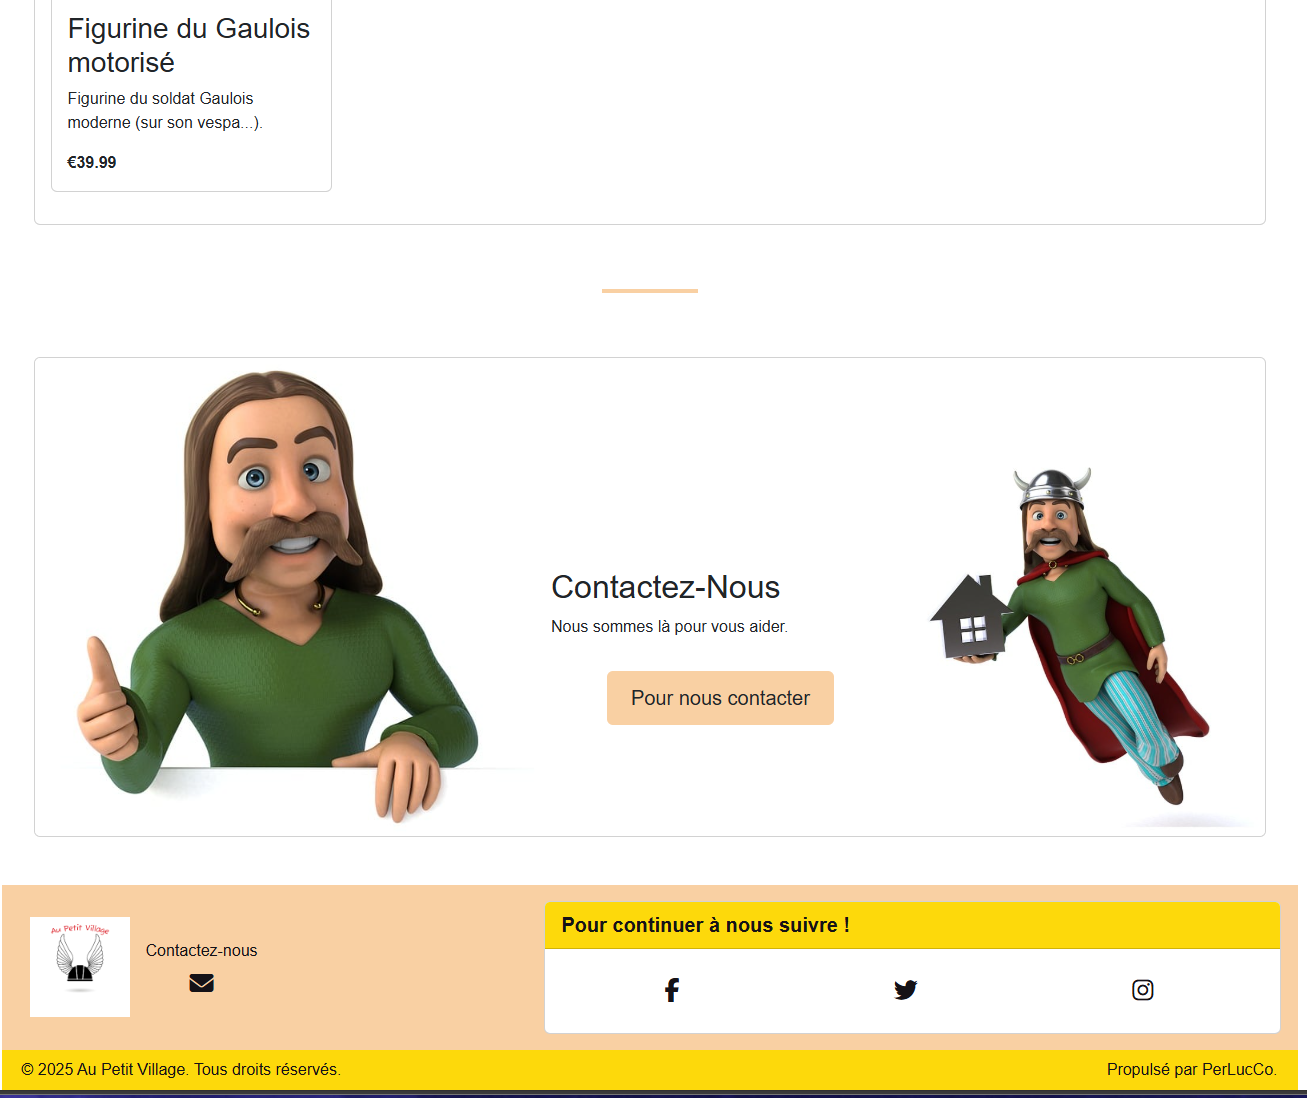 Figurine du Gaulois
motorisé
Figurine du soldat Gaulois
moderne (sur son vespa...).
€39.99
Contactez-Nous
Nous sommes là pour vous aider.
Pour nous contacter
Au Petit Village
Contactez-nous
Pour continuer à nous suivre !
© 2025 Au Petit Village. Tous droits réservés.
Propulsé par PerLucCo.